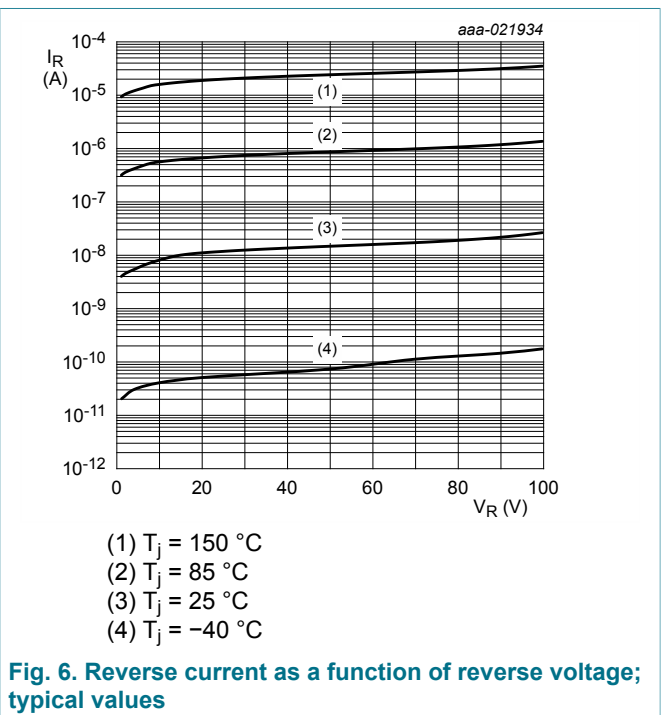 aaa-021934
I_R
(A)
10⁻⁴
10⁻⁵
10⁻⁶
10⁻⁷
10⁻⁸
10⁻⁹
10⁻¹⁰
10⁻¹¹
10⁻¹²
(1)
(2)
(3)
(4)
0 20 40 60 80 100
V_R (V)
(1) T_j = 150 °C
(2) T_j = 85 °C
(3) T_j = 25 °C
(4) T_j = −40 °C
Fig. 6. Reverse current as a function of reverse voltage;
typical values